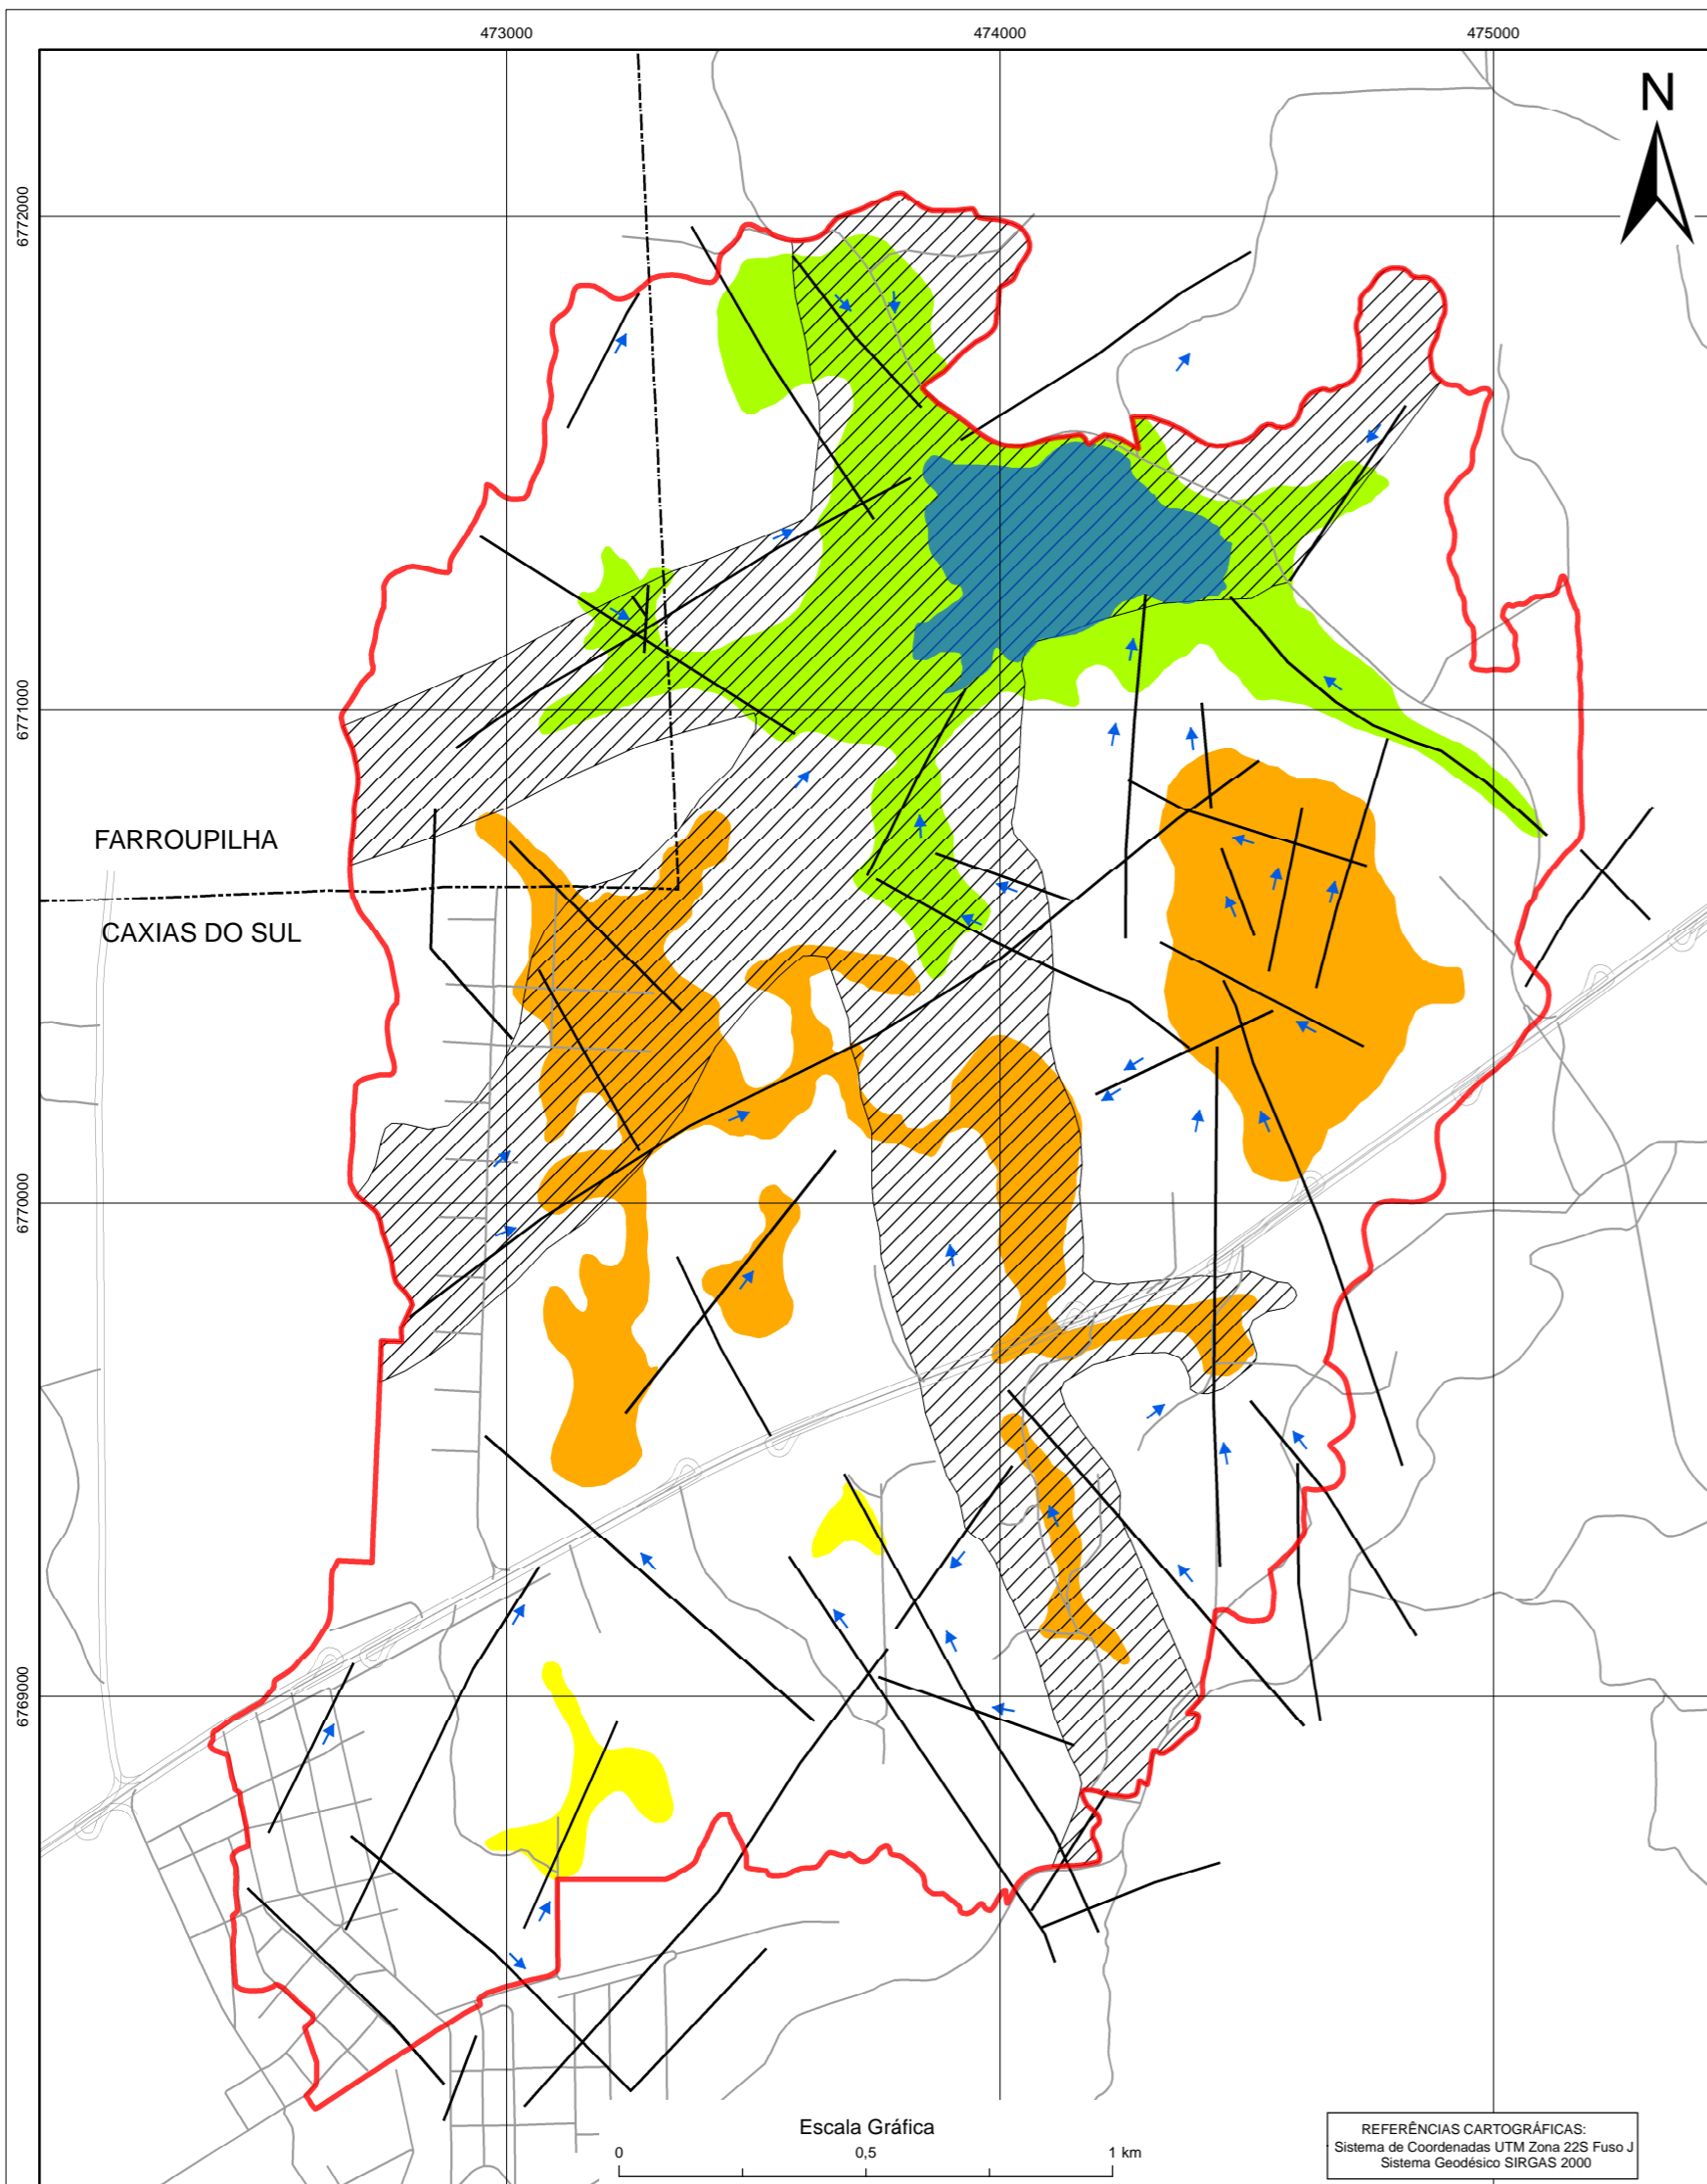 473000
474000
475000
N
6772000
6771000
FARROUPILHA
CAXIAS DO SUL
6770000
6769000
Escala Gráfica
0
0,5
1 km
REFERÊNCIAS CARTOGRÁFICAS:
Sistema de Coordenadas UTM Zona 22S Fuso J
Sistema Geodésico SIRGAS 2000